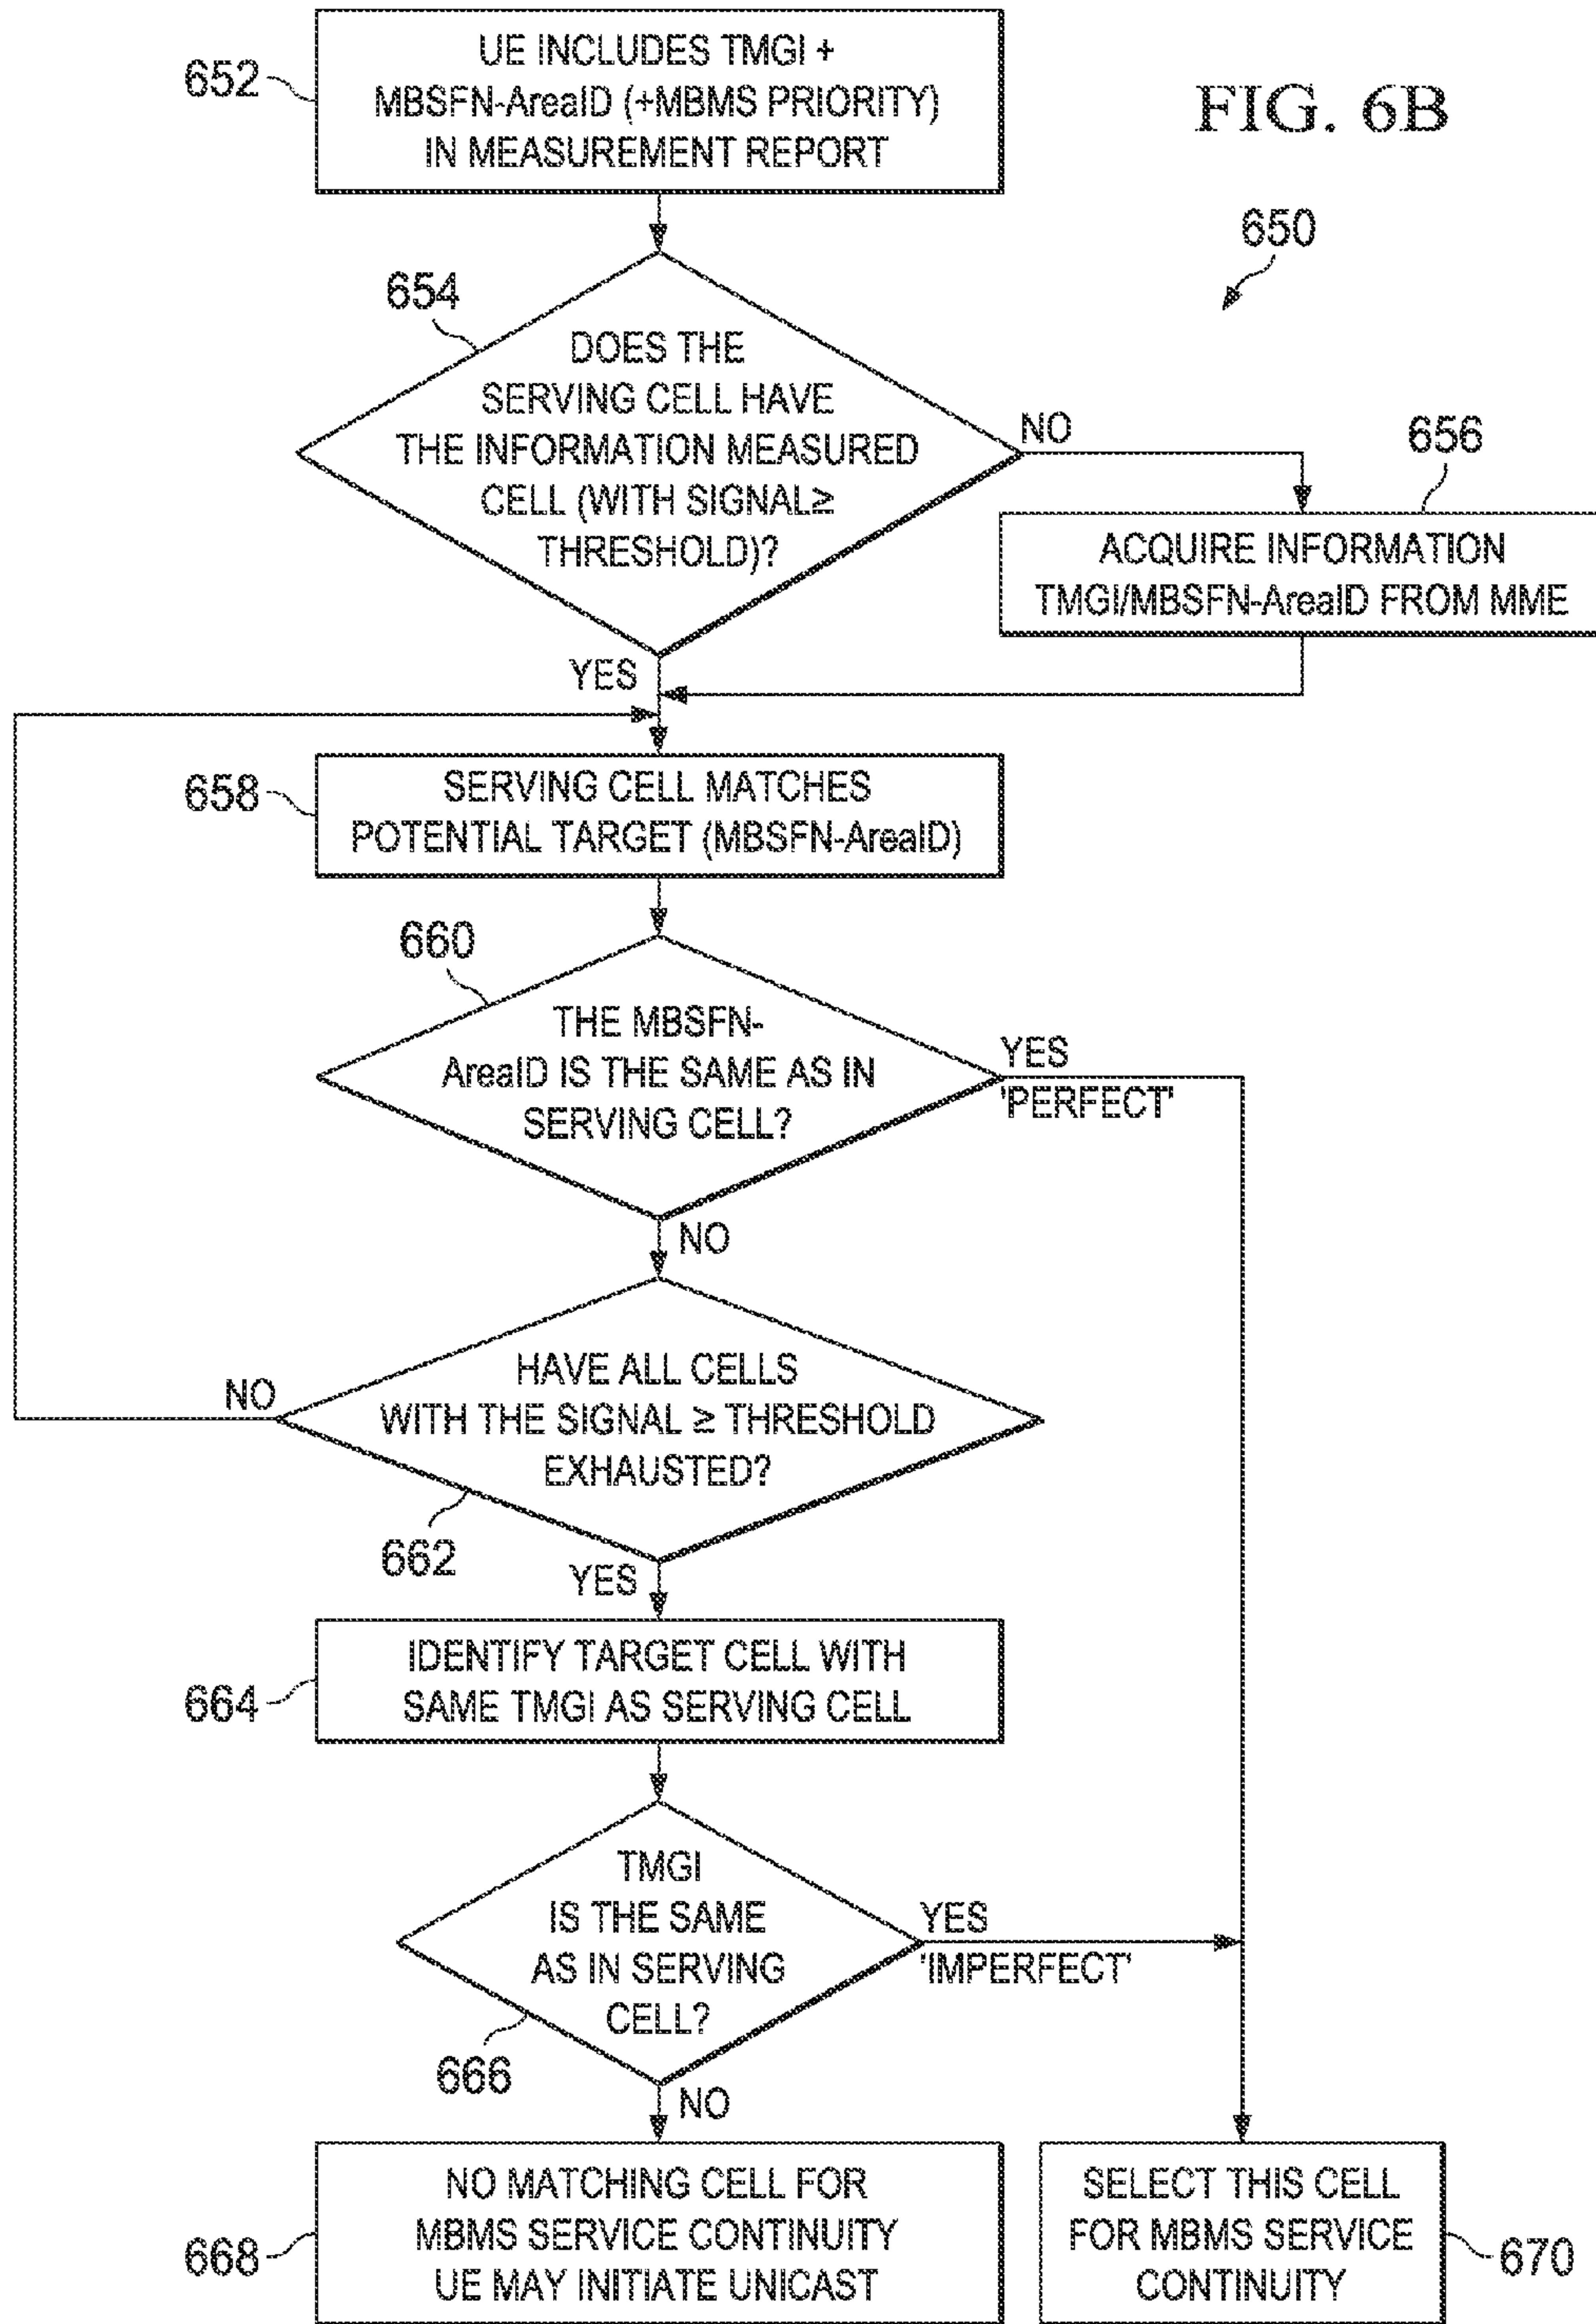 UE INCLUDES TMGI +
MBSFN-AreaID (+MBMS PRIORITY)
IN MEASUREMENT REPORT
652
FIG. 6B
650
654
DOES THE
SERVING CELL HAVE
THE INFORMATION MEASURED
CELL (WITH SIGNAL≥
THRESHOLD)?
NO
656
ACQUIRE INFORMATION
TMGI/MBSFN-AreaID FROM MME
YES
658
SERVING CELL MATCHES
POTENTIAL TARGET (MBSFN-AreaID)
660
THE MBSFN-
AreaID IS THE SAME AS IN
SERVING CELL?
YES
'PERFECT'
NO
HAVE ALL CELLS
WITH THE SIGNAL ≥ THRESHOLD
EXHAUSTED?
NO
662
YES
IDENTIFY TARGET CELL WITH
SAME TMGI AS SERVING CELL
664
TMGI
IS THE SAME
AS IN SERVING
CELL?
YES
'IMPERFECT'
666
NO
668
NO MATCHING CELL FOR
MBMS SERVICE CONTINUITY
UE MAY INITIATE UNICAST
SELECT THIS CELL
FOR MBMS SERVICE
CONTINUITY
670